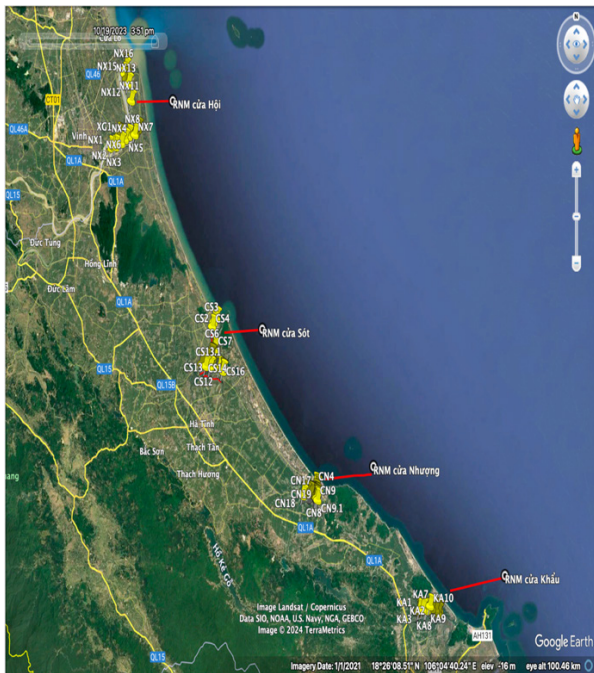 10/19/2023 3:51pm
Cửa Lò
NX16
NX15
NX13
QL46
NX11
NX12
CT01
RNM cửa Hội
NX8
XG1
NX4
NX7
QL46A
Vinh
NX1
NX6
NX5
NX3
QL1A
QL1A
QL15
Đức Tùng
Hồng Lĩnh
Đức Lâm
QL1A
CS3
CS2
CS4
CS6
RNM cửa Sót
CS7
CS13.1
CS13
CS16
CS12
QL15
QL15B
Hà Tĩnh
Thạch Tân
Bắc Sơn
Thạch Hương
RNM cửa Nhượng
CN17
CN4
CN19
CN9
CN18
CN9.1
CN8
QL1A
QL1A
Hồ Kẻ Gỗ
RNM cửa Khẩu
KA7
KA1
KA10
KA2
KA3
KA9
KA8
AH131
Image Landsat / Copernicus
Data SIO, NOAA, U.S. Navy, NGA, GEBCO
Image © 2024 TerraMetrics
Google Earth
QL15
Imagery Date: 1/1/2021 18°26'08.51" N 106°04'40.24" E elev -16 m eye alt 100.46 km
N